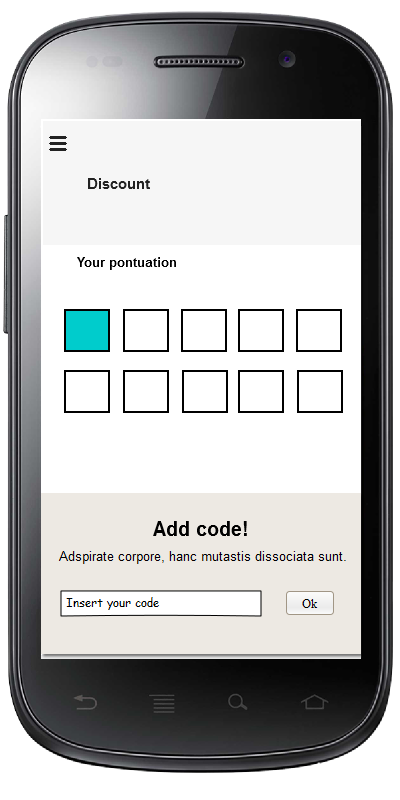 Discount
Your pontuation
Add code!
Adspirate corpore, hanc mutastis dissociata sunt.
Insert your code
Ok